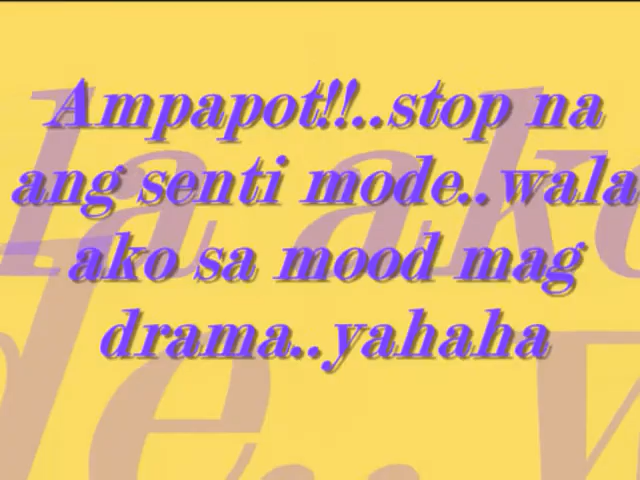 Ampapot!!..stop na
ang senti mode..wala
ako sa mood mag
drama..yahaha